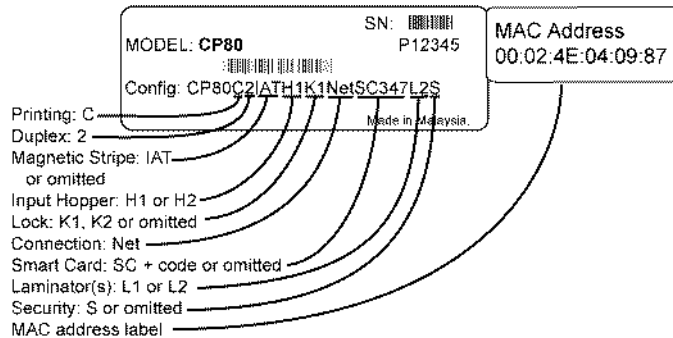 SN:
MODEL: CP80 P12345
Config: CP80C2IATH1K1NetSC347L2S
Made in Malaysia.
MAC Address
00:02:4E:04:09:87
Printing: C
Duplex: 2
Magnetic Stripe: IAT
or omitted
Input Hopper: H1 or H2
Lock: K1, K2 or omitted
Connection: Net
Smart Card: SC + code or omitted
Laminator(s): L1 or L2
Security: S or omitted
MAC address label